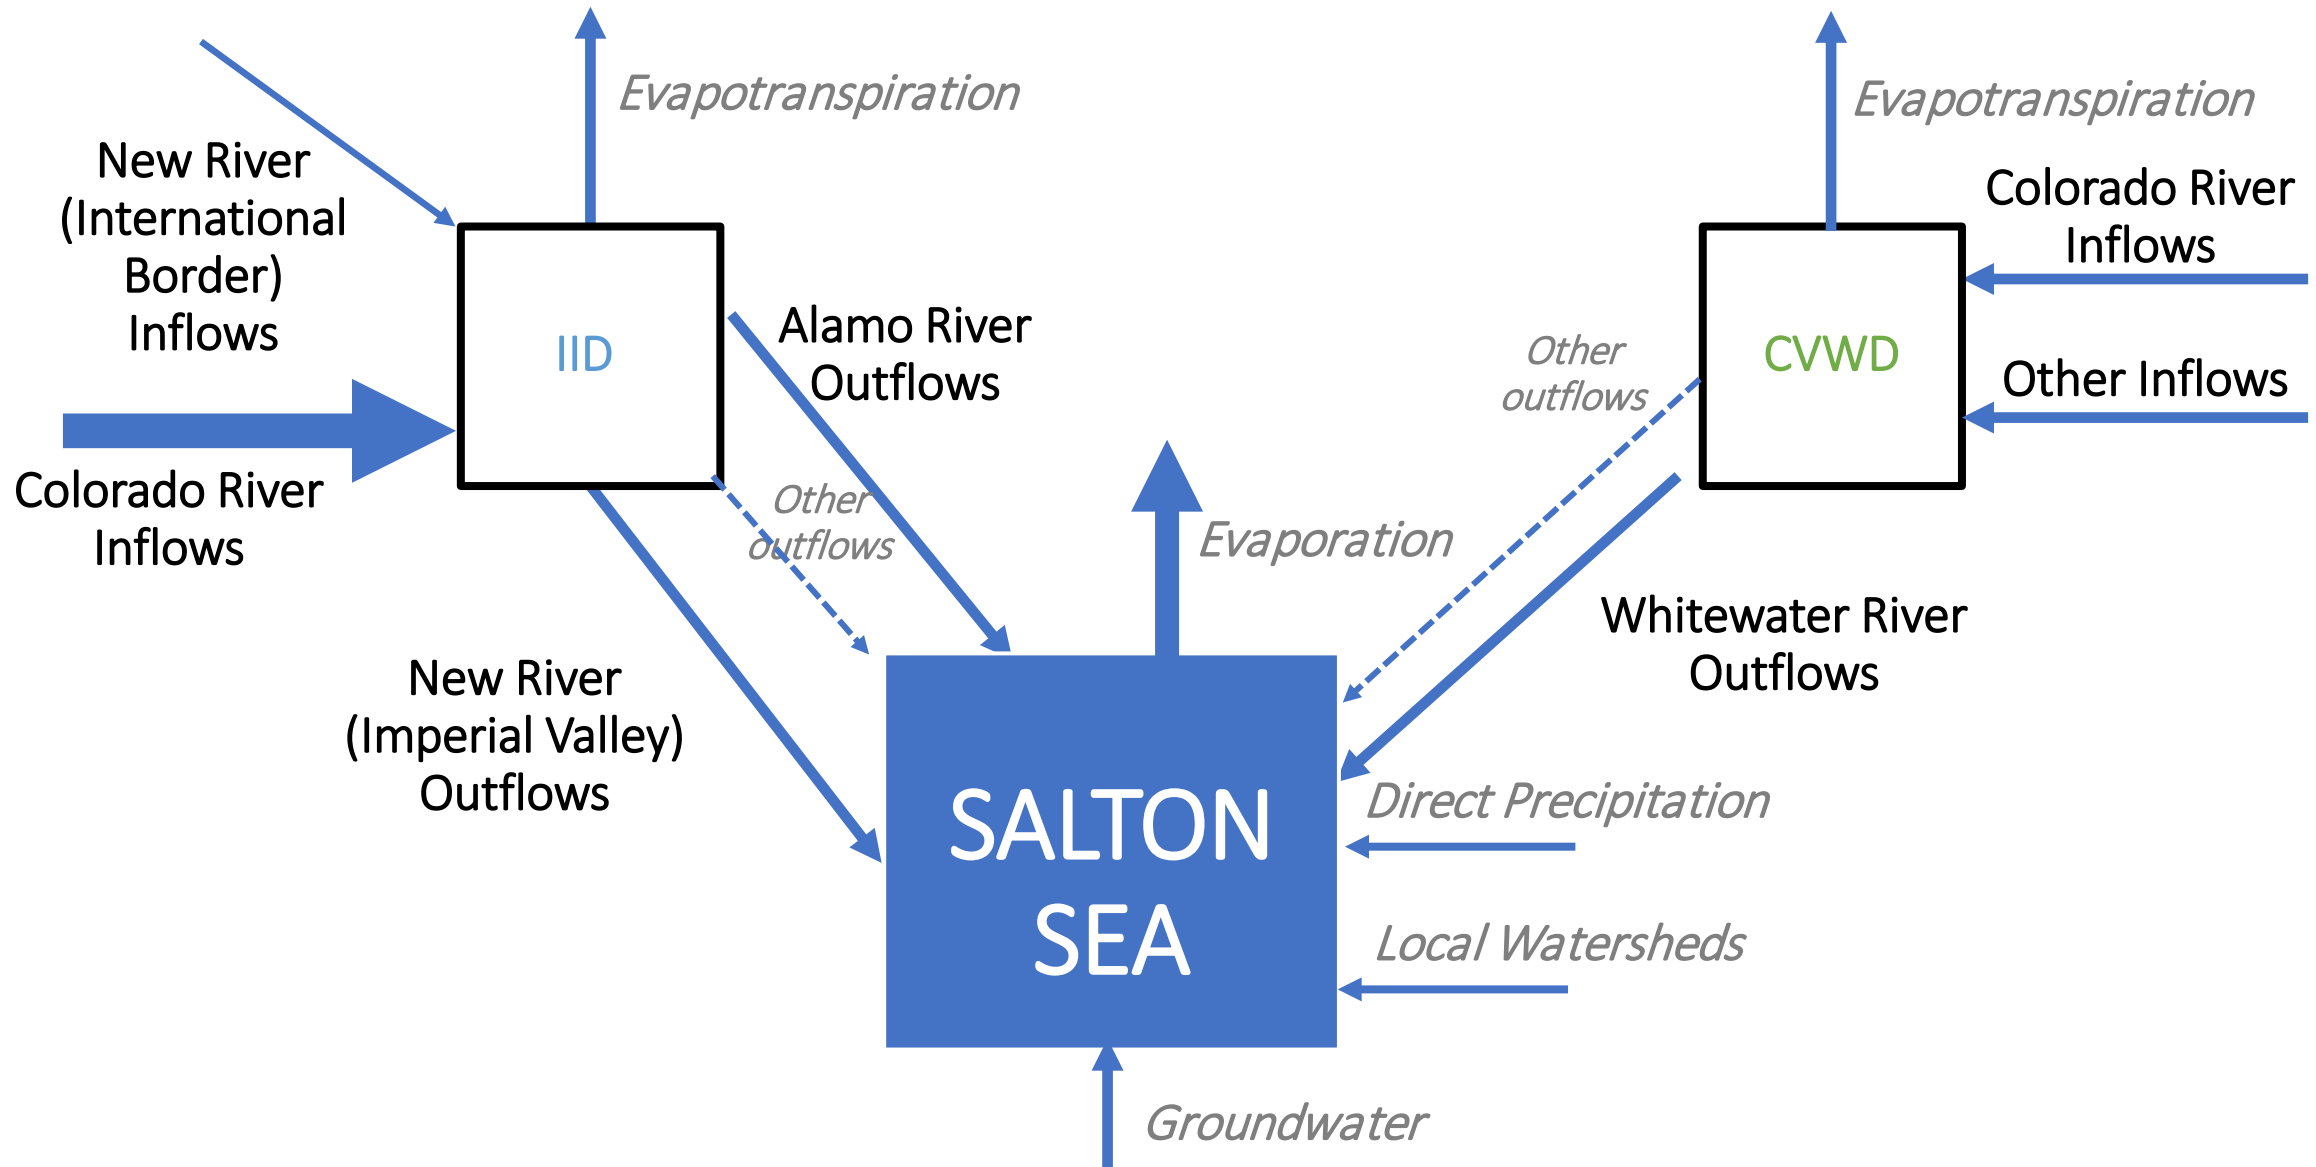 Evapotranspiration
Evapotranspiration
New River
(International
Border)
Inflows
Colorado River
Inflows
IID
Alamo River
Outflows
Other
outflows
CVWD
Other Inflows
Colorado River
Inflows
Other
outflows
Evaporation
Whitewater River
Outflows
New River
(Imperial Valley)
Outflows
SALTON
SEA
Direct Precipitation
Local Watersheds
Groundwater